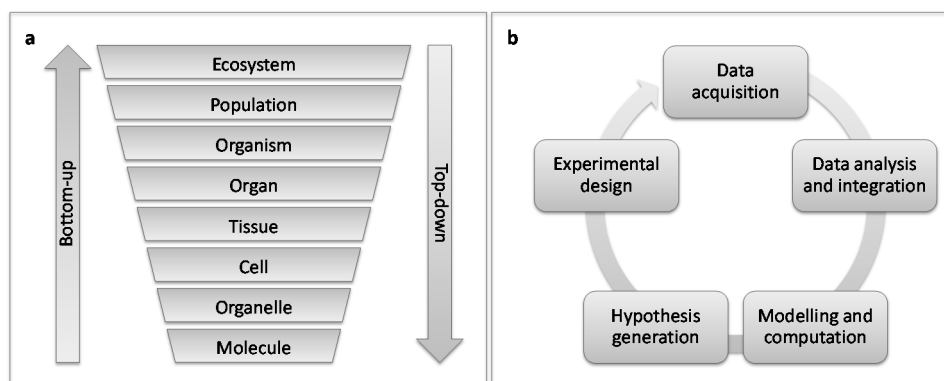 a
Bottom-up
Ecosystem
Population
Organism
Organ
Tissue
Cell
Organelle
Molecule
Top-down
b
Data
acquisition
Data analysis
and integration
Modelling and
computation
Hypothesis
generation
Experimental
design